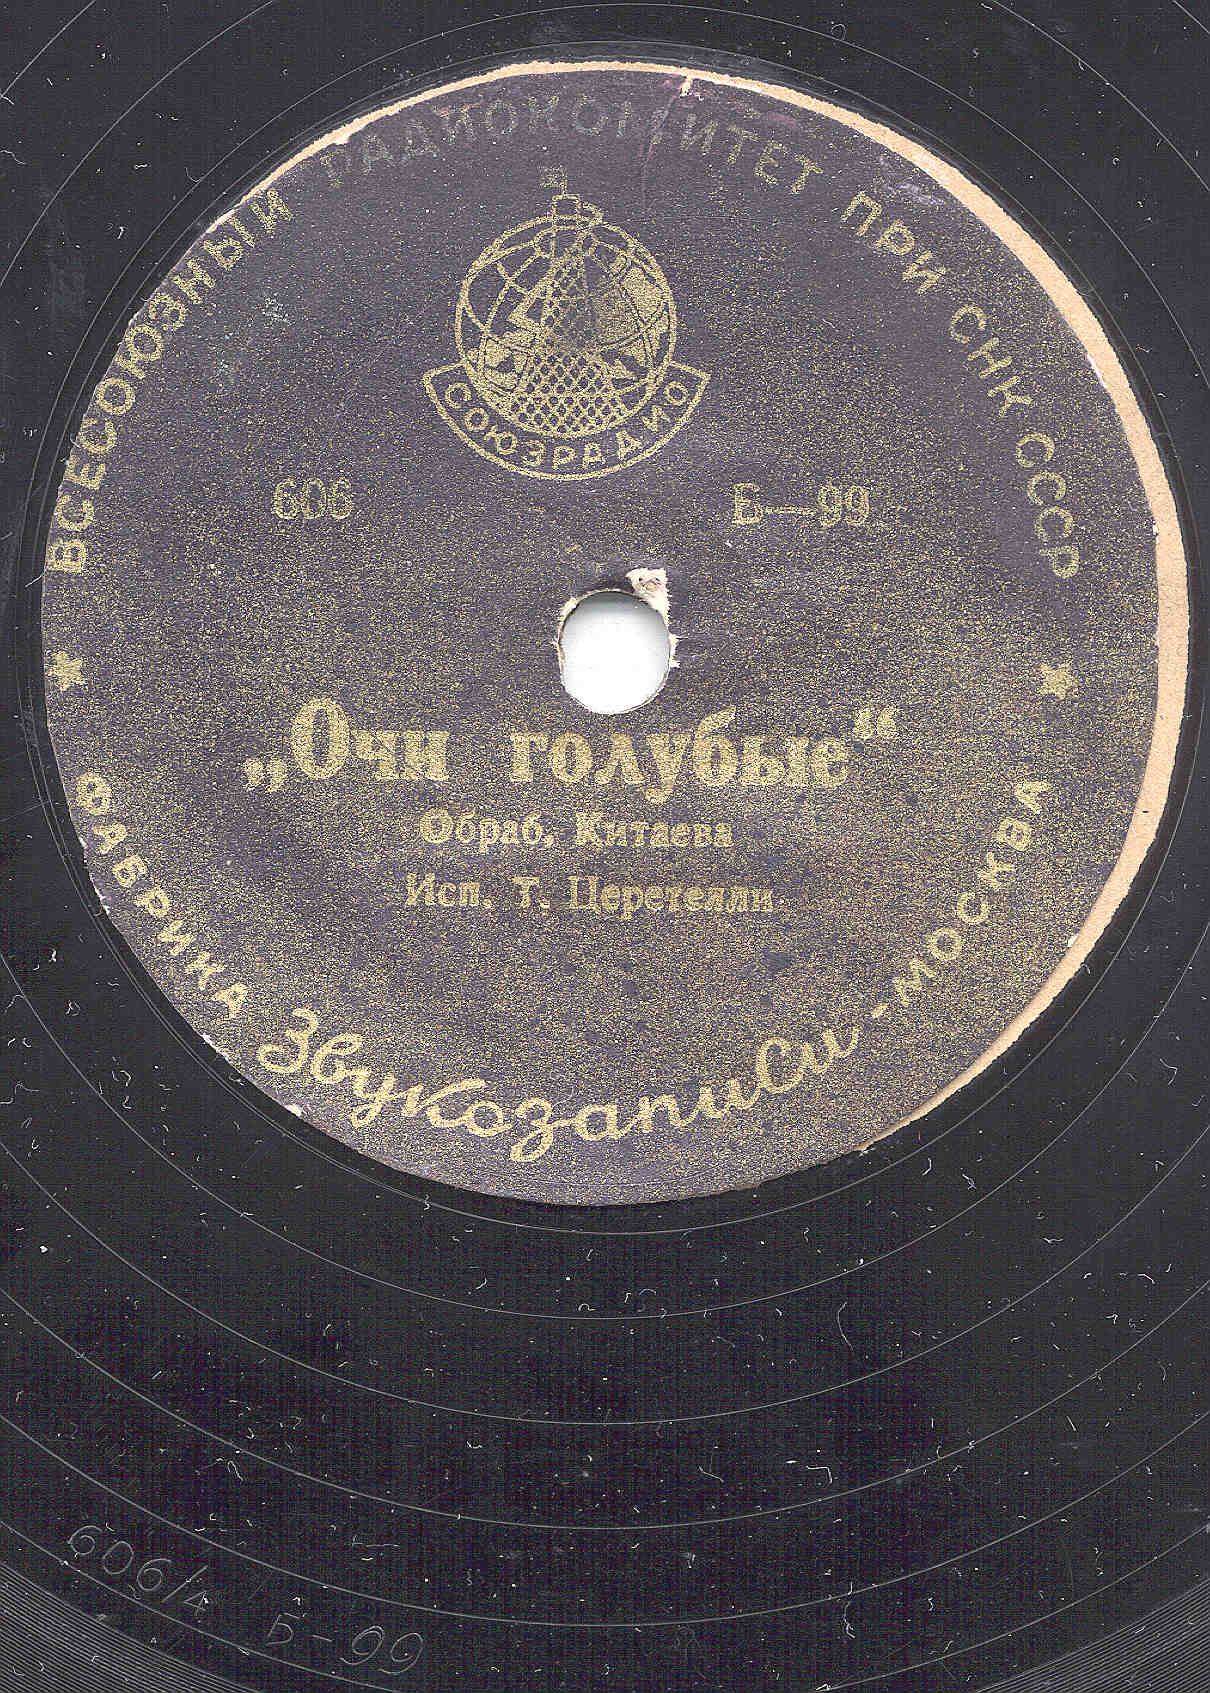 ВСЕСОЮЗНЫЙ РАДИОКОМИТЕТ ПРИ СНК СССР
СОЮЗРАДИО
606 Б—99
„Очи голубые“
Обраб, Китаева
Исп. Т. Церетелли
ФАБРИКА Звукозаписи - МОСКВА
606/4 Б-99